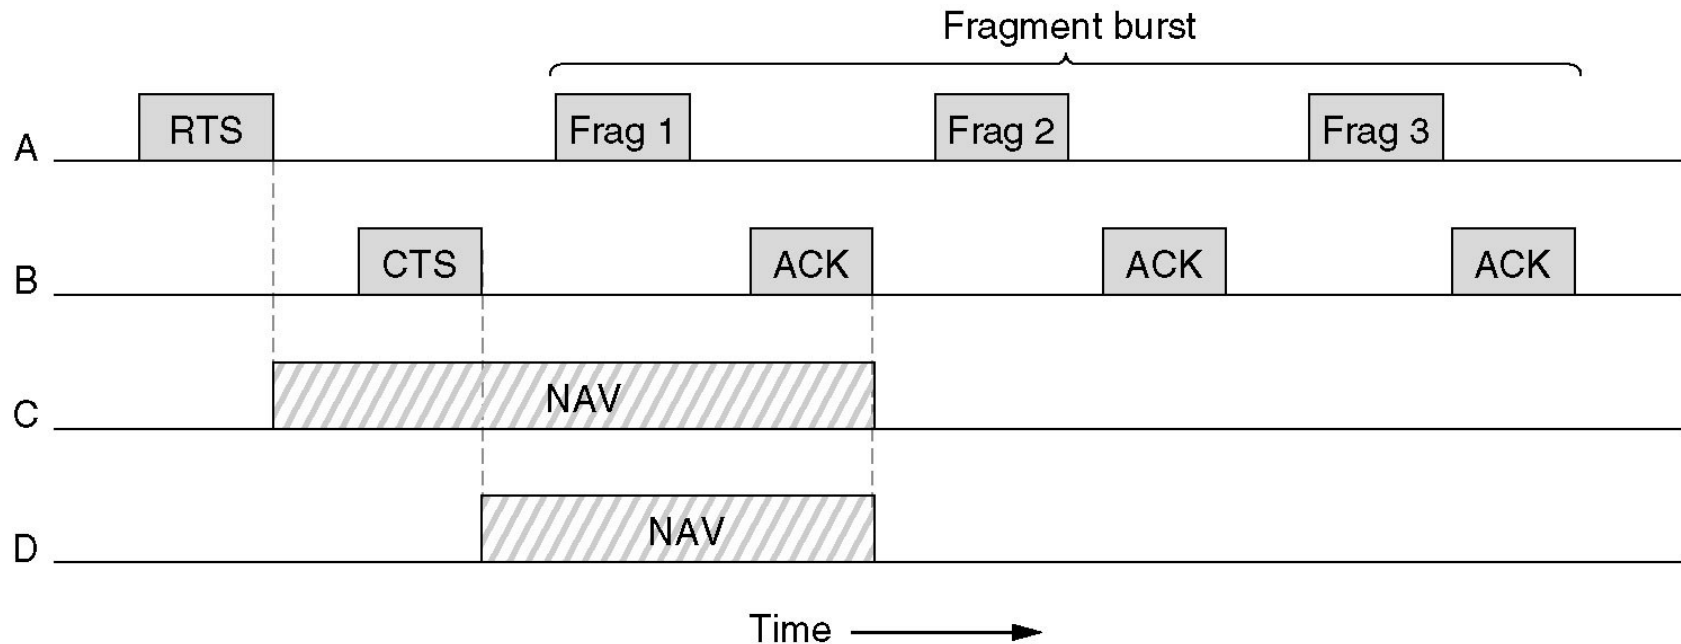 Fragment burst
A RTS Frag 1 Frag 2 Frag 3
B CTS ACK ACK ACK
C NAV
D NAV
Time